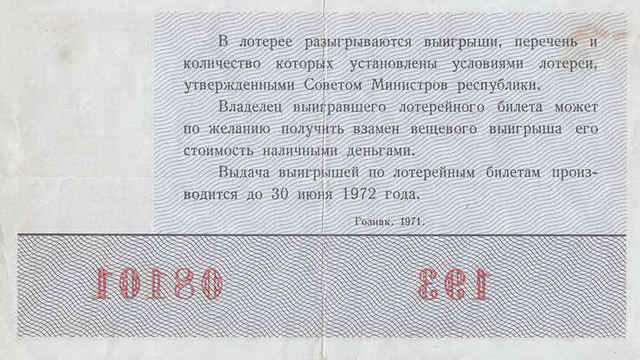 В лотерее разыгрываются выигрыши, перечень и
количество которых установлены условиями лотереи,
утвержденными Советом Министров республики.
Владелец выигравшего лотерейного билета может
по желанию получить взамен вещевого выигрыша его
стоимость наличными деньгами.
Выдача выигрышей по лотерейным билетам произ-
водится до 30 июня 1972 года.
Гознак. 1971.